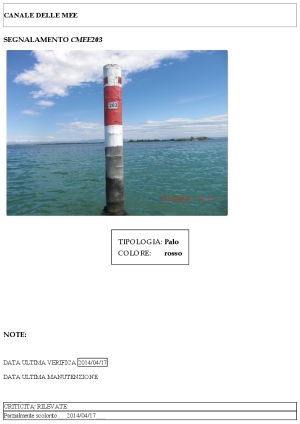 CANALE DELLE MEE
SEGNALAMENTO CMEE203
203
TIPOLOGIA: Palo
COLORE: rosso
NOTE:
DATA ULTIMA VERIFICA 2014/04/17
DATA ULTIMA MANUTENZIONE
CRITICITA' RILEVATE
Parzialmente scolorito 2014/04/17